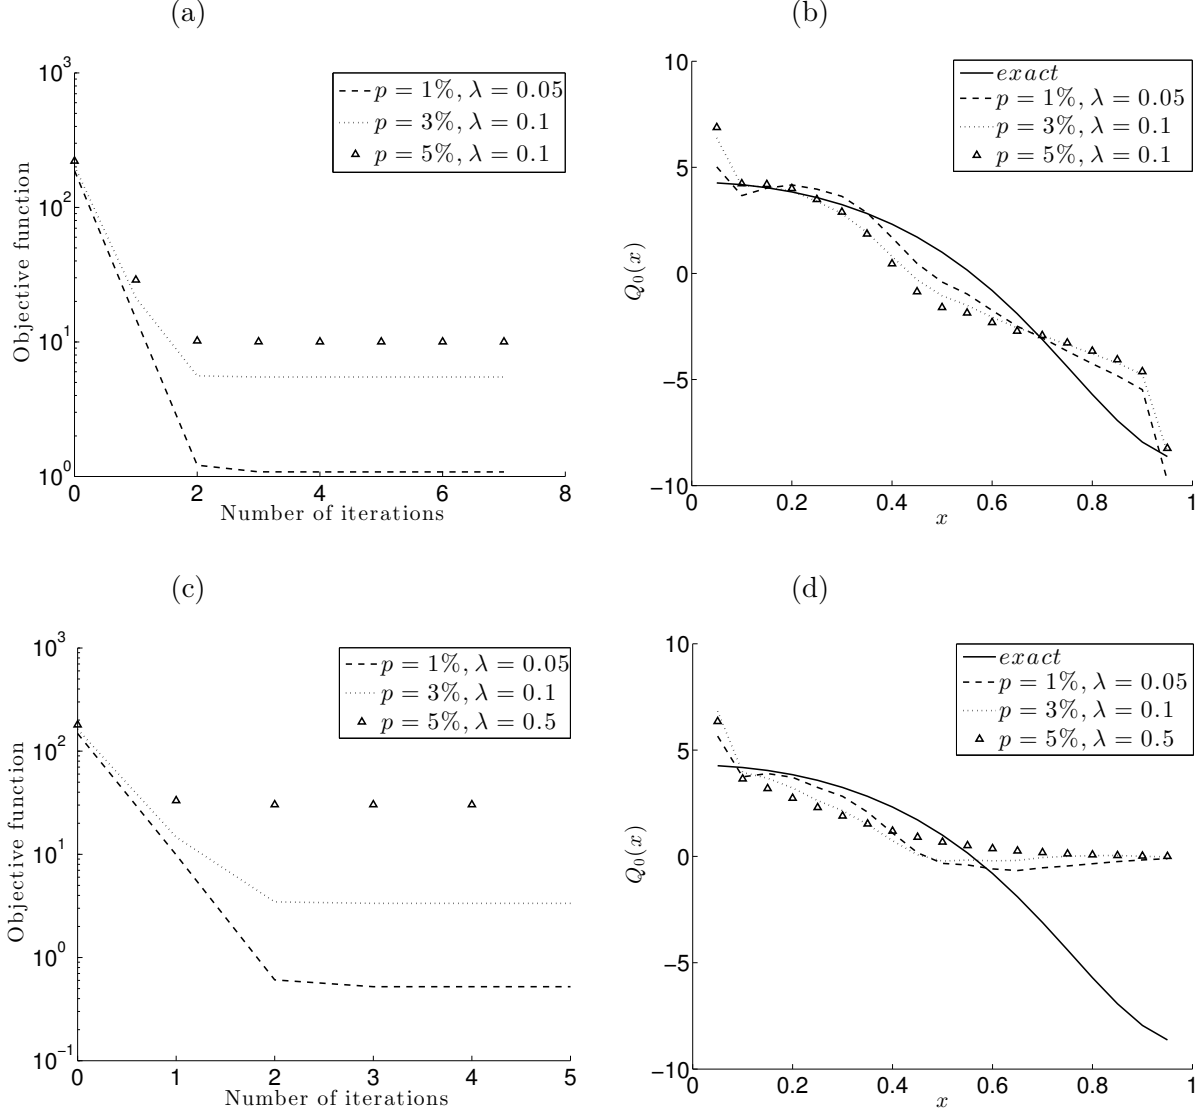 (a)
10^3
10^2
10^1
10^0
0
2
4
6
8
Objective function
Number of iterations
p = 1%, λ = 0.05
p = 3%, λ = 0.1
p = 5%, λ = 0.1
(b)
10
5
0
−5
−10
0
0.2
0.4
0.6
0.8
1
Q_0(x)
x
exact
p = 1%, λ = 0.05
p = 3%, λ = 0.1
p = 5%, λ = 0.1
(c)
10^3
10^2
10^1
10^0
10^−1
0
1
2
3
4
5
Objective function
Number of iterations
p = 1%, λ = 0.05
p = 3%, λ = 0.1
p = 5%, λ = 0.5
(d)
10
5
0
−5
−10
0
0.2
0.4
0.6
0.8
1
Q_0(x)
x
exact
p = 1%, λ = 0.05
p = 3%, λ = 0.1
p = 5%, λ = 0.5